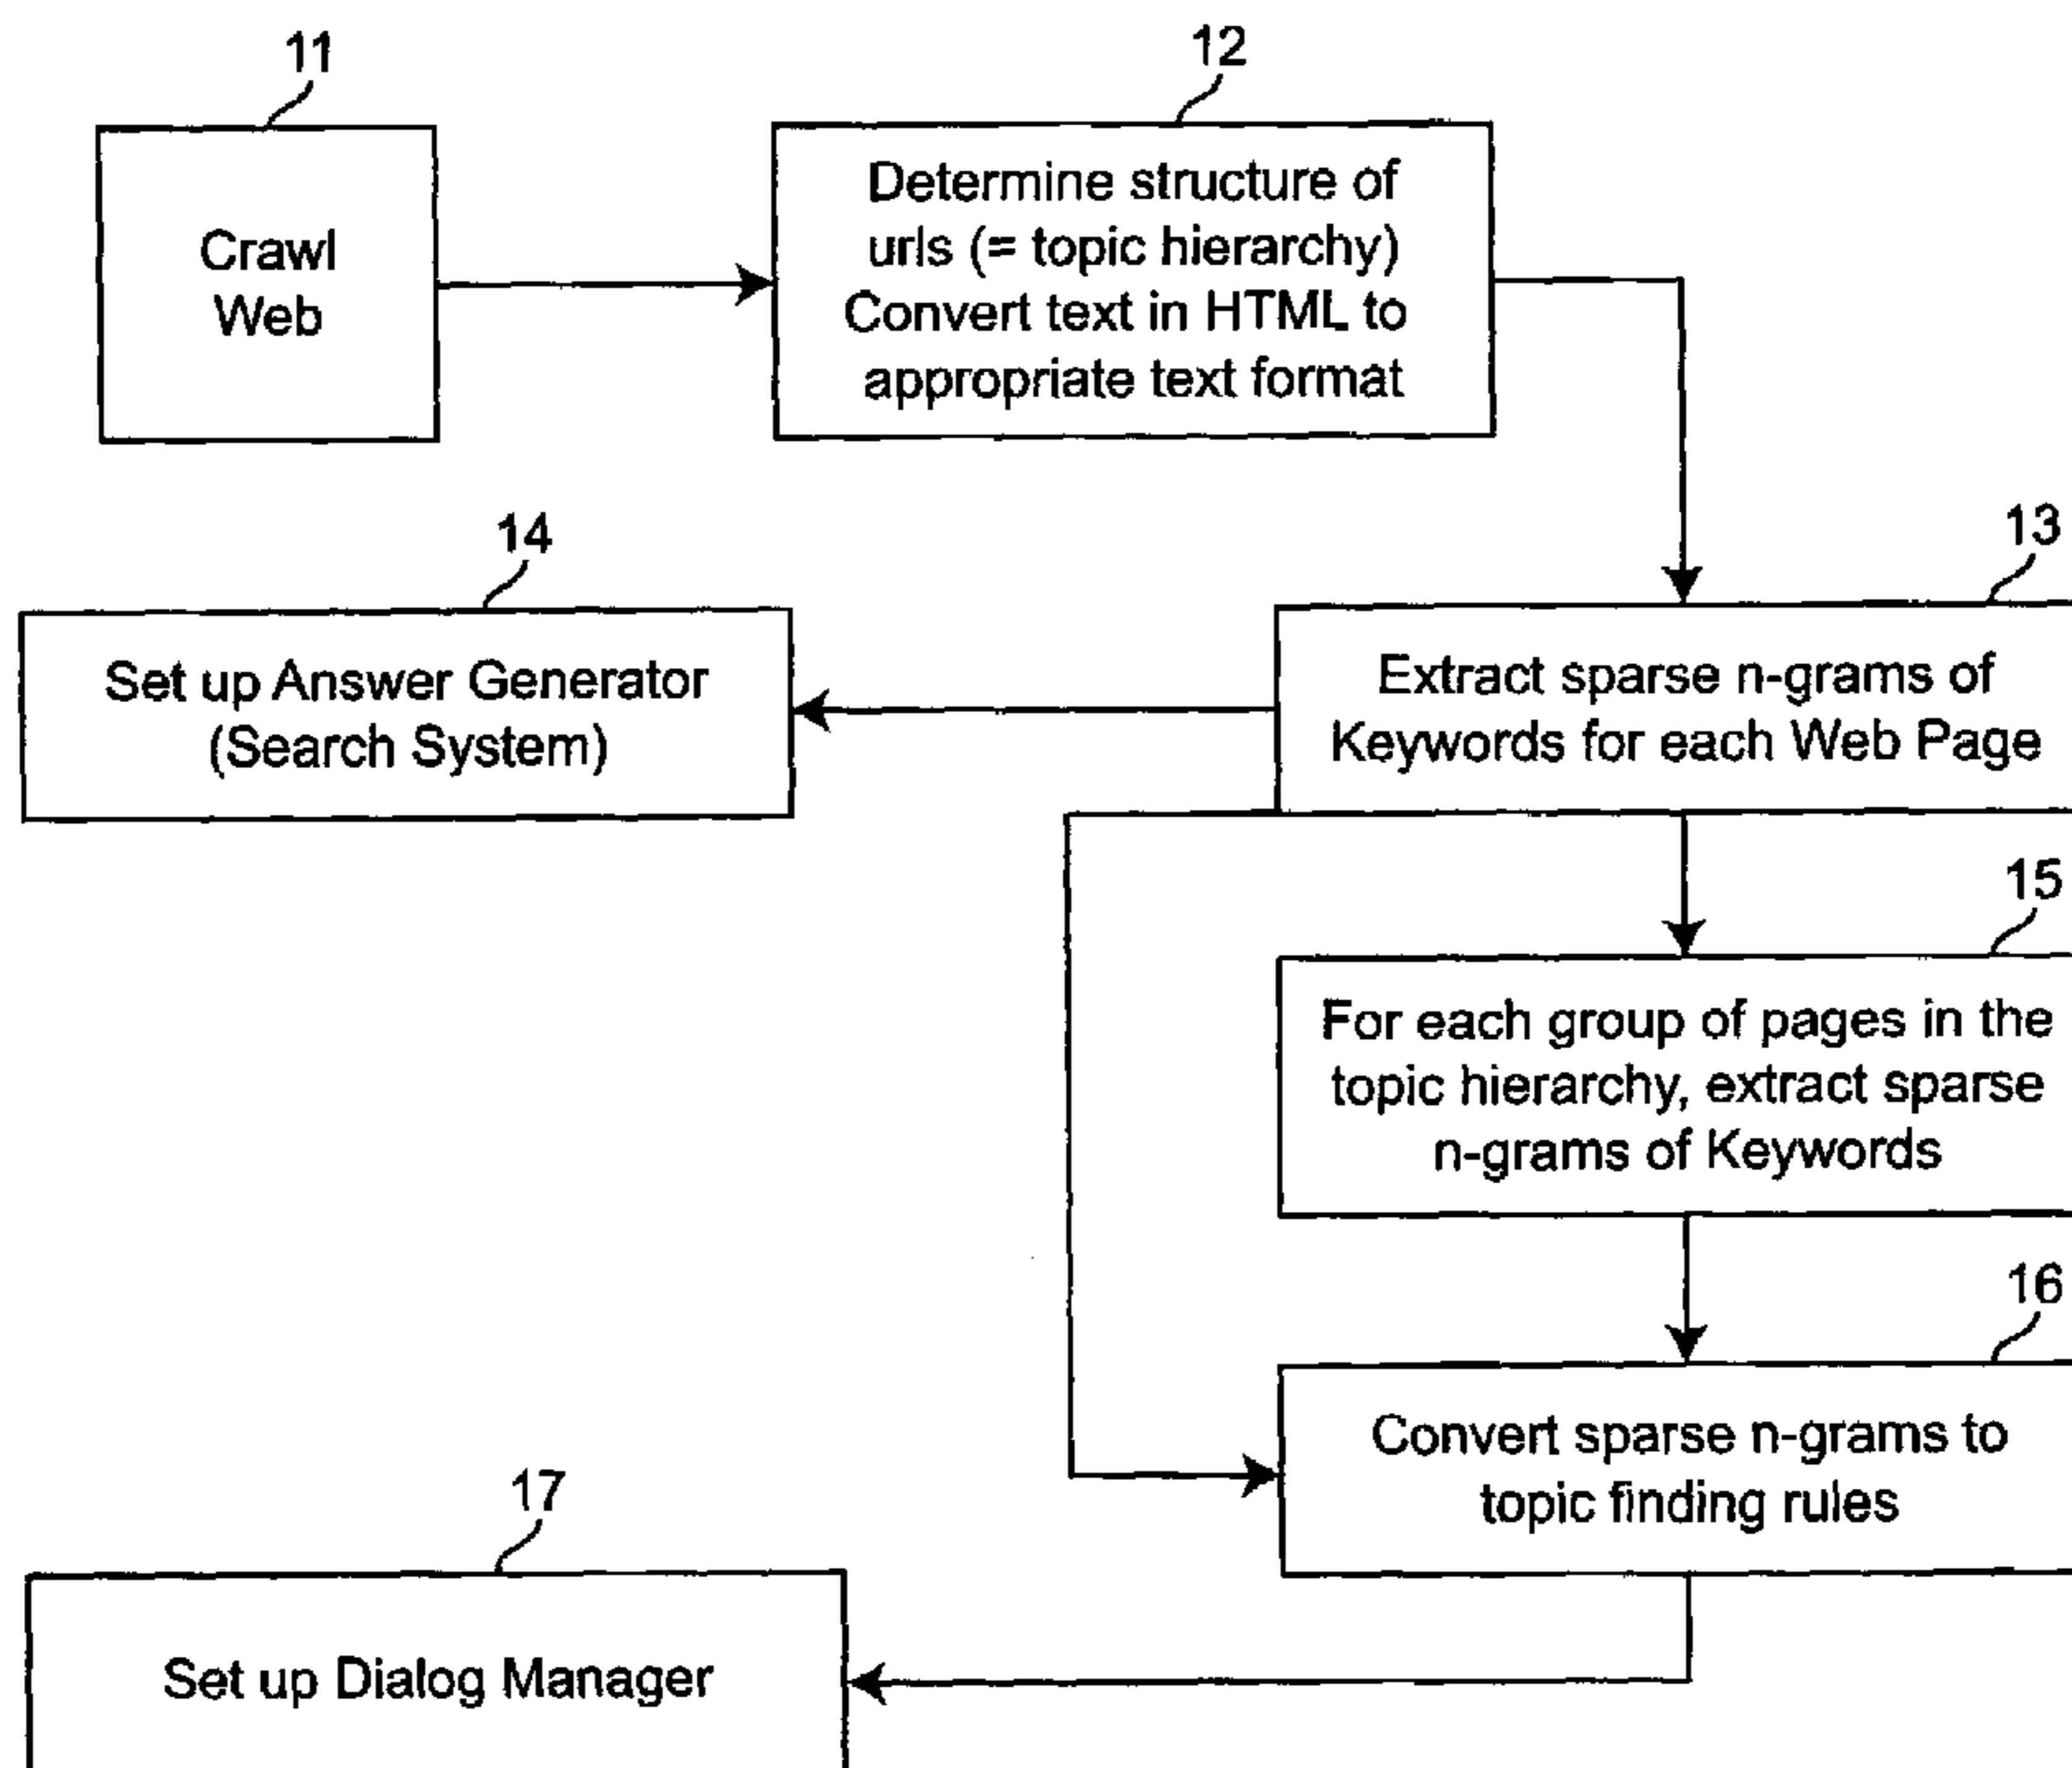 11
Crawl
Web
12
Determine structure of
urls (= topic hierarchy)
Convert text in HTML to
appropriate text format
13
Extract sparse n-grams of
Keywords for each Web Page
14
Set up Answer Generator
(Search System)
15
For each group of pages in the
topic hierarchy, extract sparse
n-grams of Keywords
16
Convert sparse n-grams to
topic finding rules
17
Set up Dialog Manager